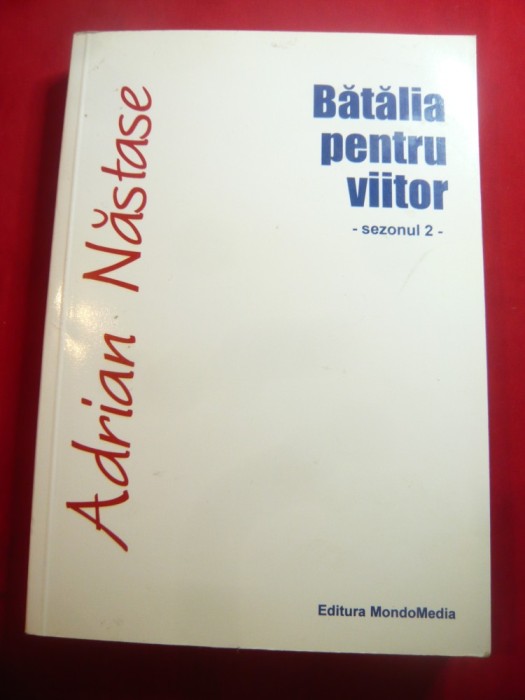 Adrian Năstase
Bătălia
pentru
viitor
- sezonul 2 -
Editura MondoMedia